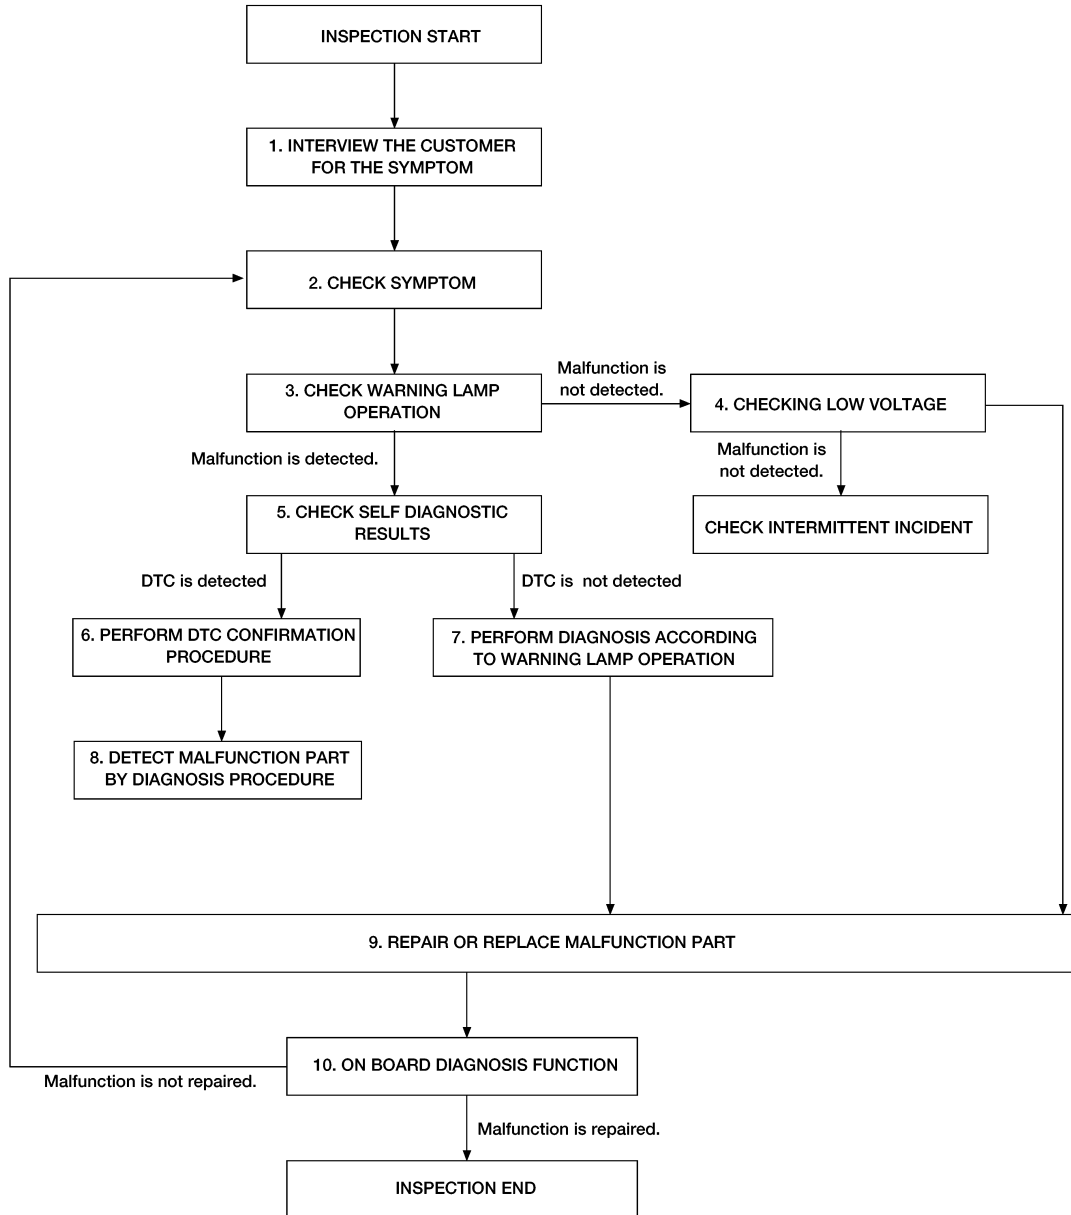 INSPECTION START
1. INTERVIEW THE CUSTOMER
FOR THE SYMPTOM
2. CHECK SYMPTOM
3. CHECK WARNING LAMP
OPERATION
Malfunction is
not detected.
4. CHECKING LOW VOLTAGE
Malfunction is detected.
Malfunction is
not detected.
5. CHECK SELF DIAGNOSTIC
RESULTS
CHECK INTERMITTENT INCIDENT
DTC is detected
DTC is not detected
6. PERFORM DTC CONFIRMATION
PROCEDURE
7. PERFORM DIAGNOSIS ACCORDING
TO WARNING LAMP OPERATION
8. DETECT MALFUNCTION PART
BY DIAGNOSIS PROCEDURE
9. REPAIR OR REPLACE MALFUNCTION PART
10. ON BOARD DIAGNOSIS FUNCTION
Malfunction is not repaired.
Malfunction is repaired.
INSPECTION END